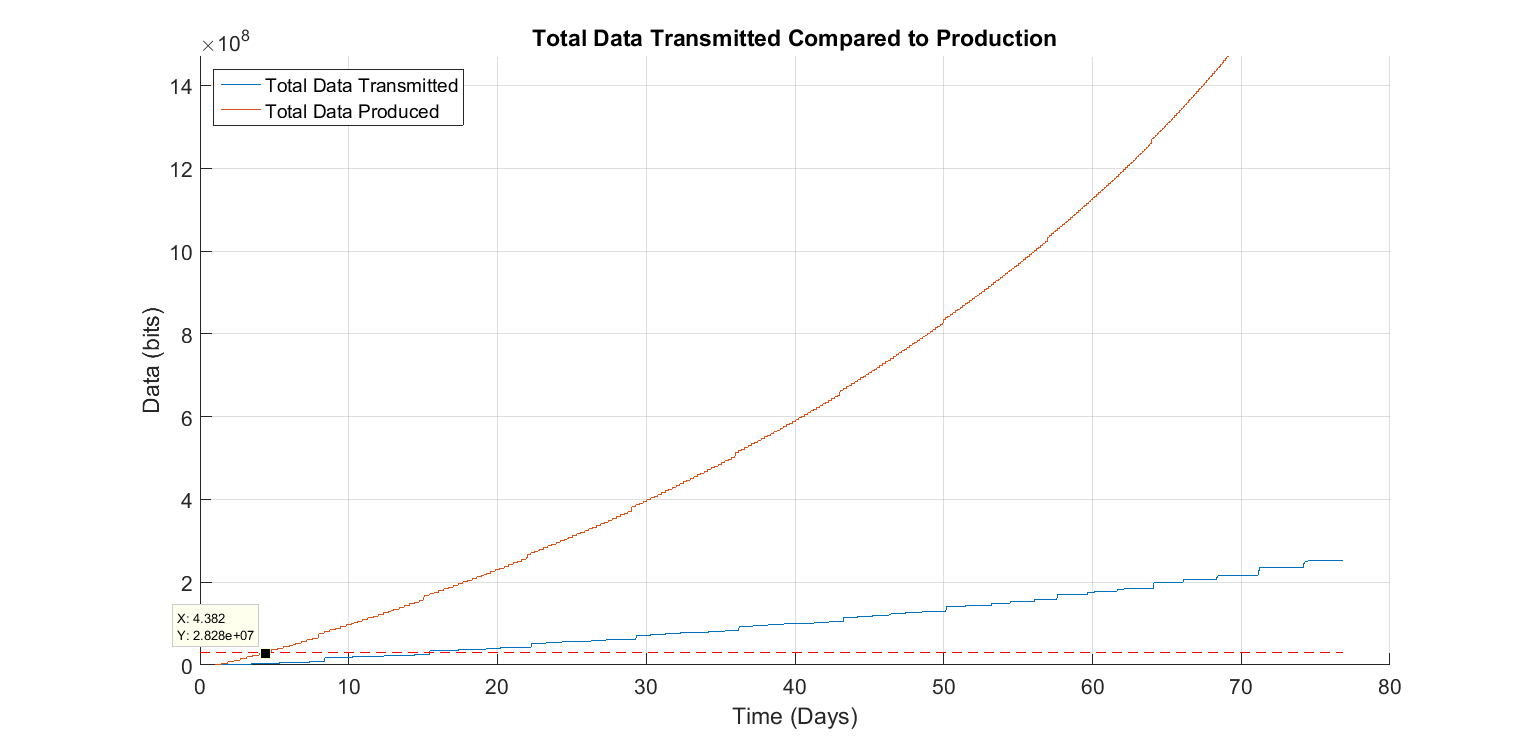 Total Data Transmitted Compared to Production
×10^8
Total Data Transmitted
Total Data Produced
14
12
10
8
6
4
2
0
Data (bits)
X: 4.382
Y: 2.828e+07
0 10 20 30 40 50 60 70 80
Time (Days)